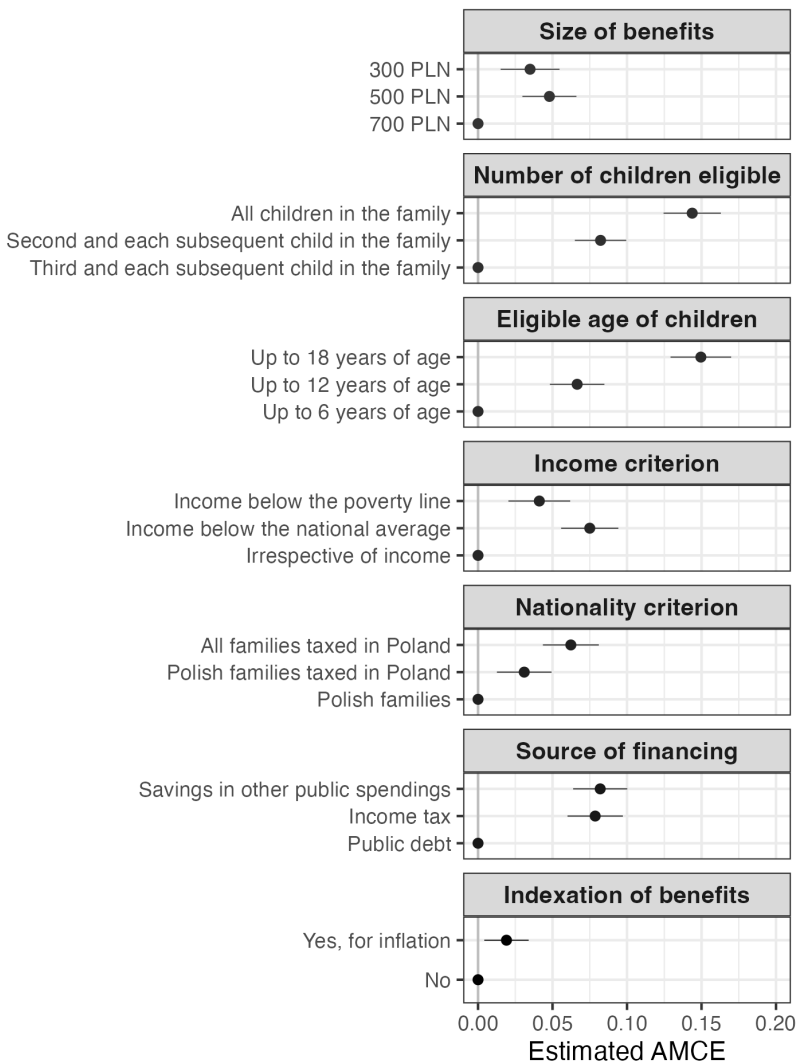 Size of benefits
300 PLN
500 PLN
700 PLN
Number of children eligible
All children in the family
Second and each subsequent child in the family
Third and each subsequent child in the family
Eligible age of children
Up to 18 years of age
Up to 12 years of age
Up to 6 years of age
Income criterion
Income below the poverty line
Income below the national average
Irrespective of income
Nationality criterion
All families taxed in Poland
Polish families taxed in Poland
Polish families
Source of financing
Savings in other public spendings
Income tax
Public debt
Indexation of benefits
Yes, for inflation
No
0.00 0.05 0.10 0.15 0.20
Estimated AMCE